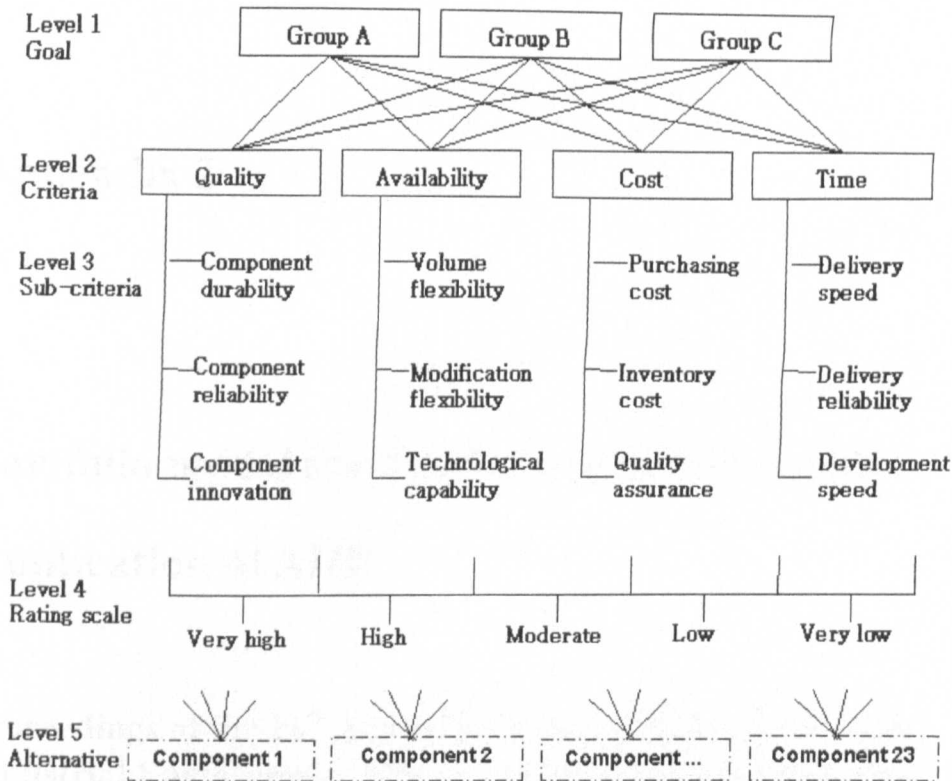 Level 1
Goal
Group A
Group B
Group C
Level 2
Criteria
Quality
Availability
Cost
Time
Level 3
Sub-criteria
Component
durability
Volume
flexibility
Purchasing
cost
Delivery
speed
Component
reliability
Modification
flexibility
Inventory
cost
Delivery
reliability
Component
innovation
Technological
capability
Quality
assurance
Development
speed
Level 4
Rating scale
Very high
High
Moderate
Low
Very low
Level 5
Alternative
Component 1
Component 2
Component ...
Component 23